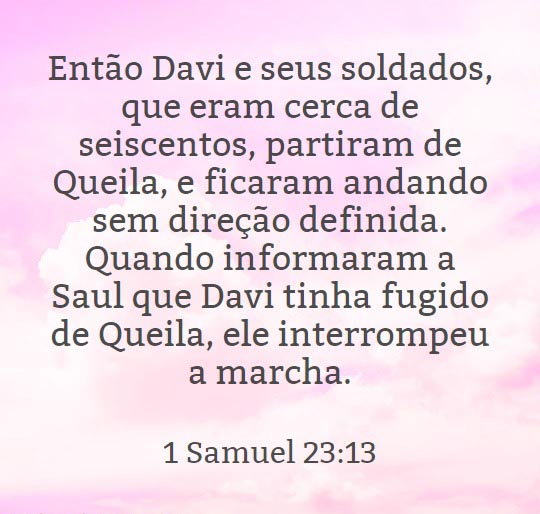 Então Davi e seus soldados,
que eram cerca de
seiscentos, partiram de
Queila, e ficaram andando
sem direção definida.
Quando informaram a
Saul que Davi tinha fugido
de Queila, ele interrompeu
a marcha.
1 Samuel 23:13